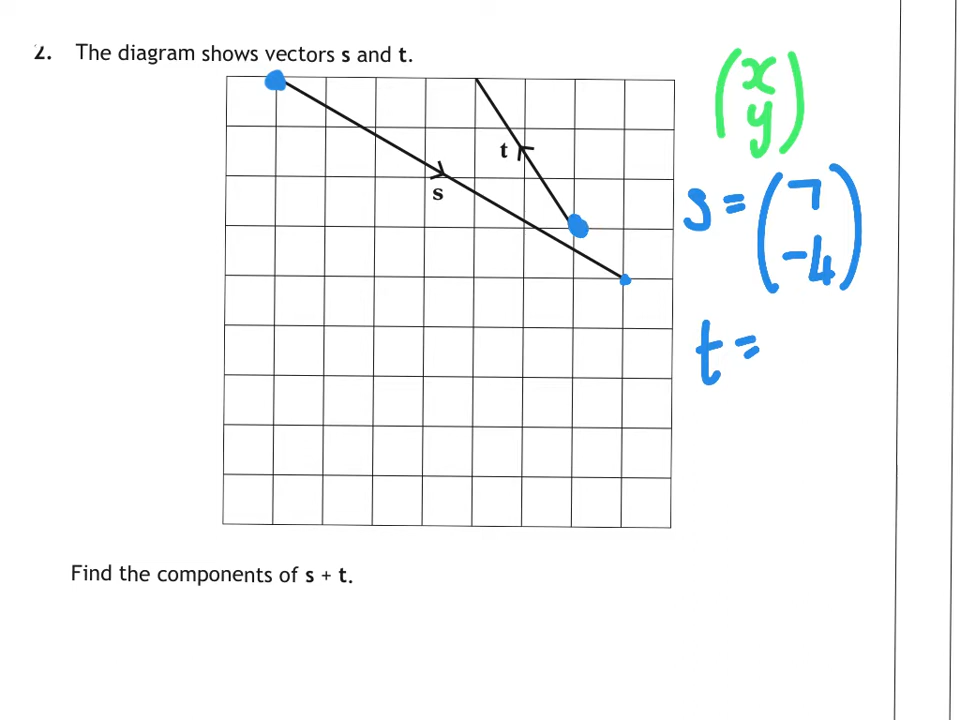 2. The diagram shows vectors s and t.
t
s
Find the components of s + t.
(x
y)
s = (7
-4)
t =